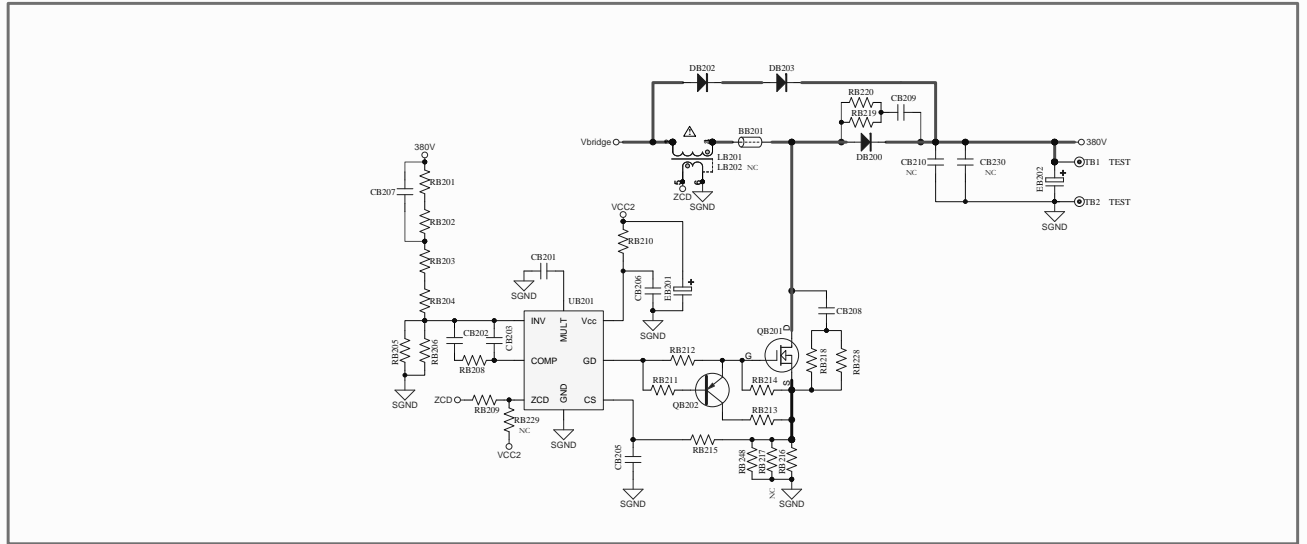 DB202
DB203
RB220
CB209
RB219
BB201
Vbridge
380V
DB200
LB201
LB202 NC
CB210
NC
CB230
NC
EB202
+
TB1 TEST
TB2 TEST
5
6
ZCD
SGND
SGND
380V
RB201
CB207
RB202
RB203
RB204
VCC2
RB210
CB206
EB201
+
SGND
CB201
SGND
UB201
INV
MULT
Vcc
COMP
GD
ZCD
GND
CS
CB202
CB203
RB205
RB206
RB208
SGND
ZCD
RB209
RB229
NC
VCC2
SGND
RB212
RB211
QB202
G
D
S
QB201
CB208
RB218
RB228
RB214
RB213
RB215
CB205
SGND
RB248
RB217
RB216
NC
SGND